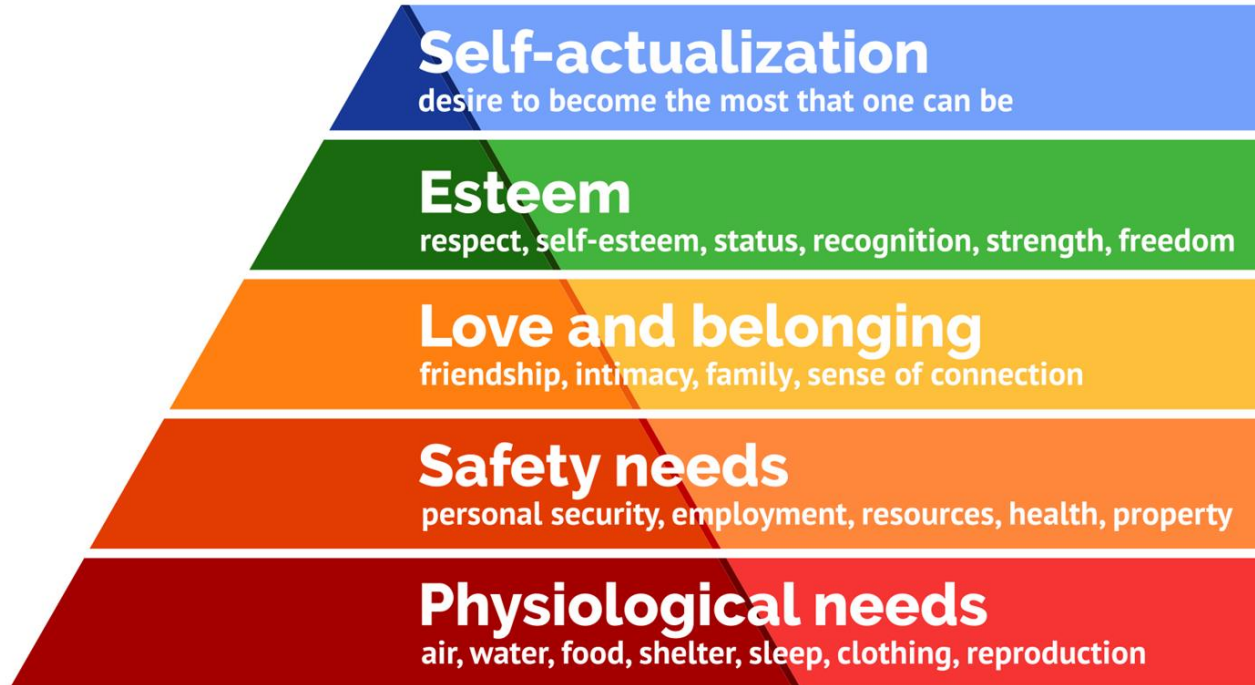 Self-actualization
desire to become the most that one can be
Esteem
respect, self-esteem, status, recognition, strength, freedom
Love and belonging
friendship, intimacy, family, sense of connection
Safety needs
personal security, employment, resources, health, property
Physiological needs
air, water, food, shelter, sleep, clothing, reproduction